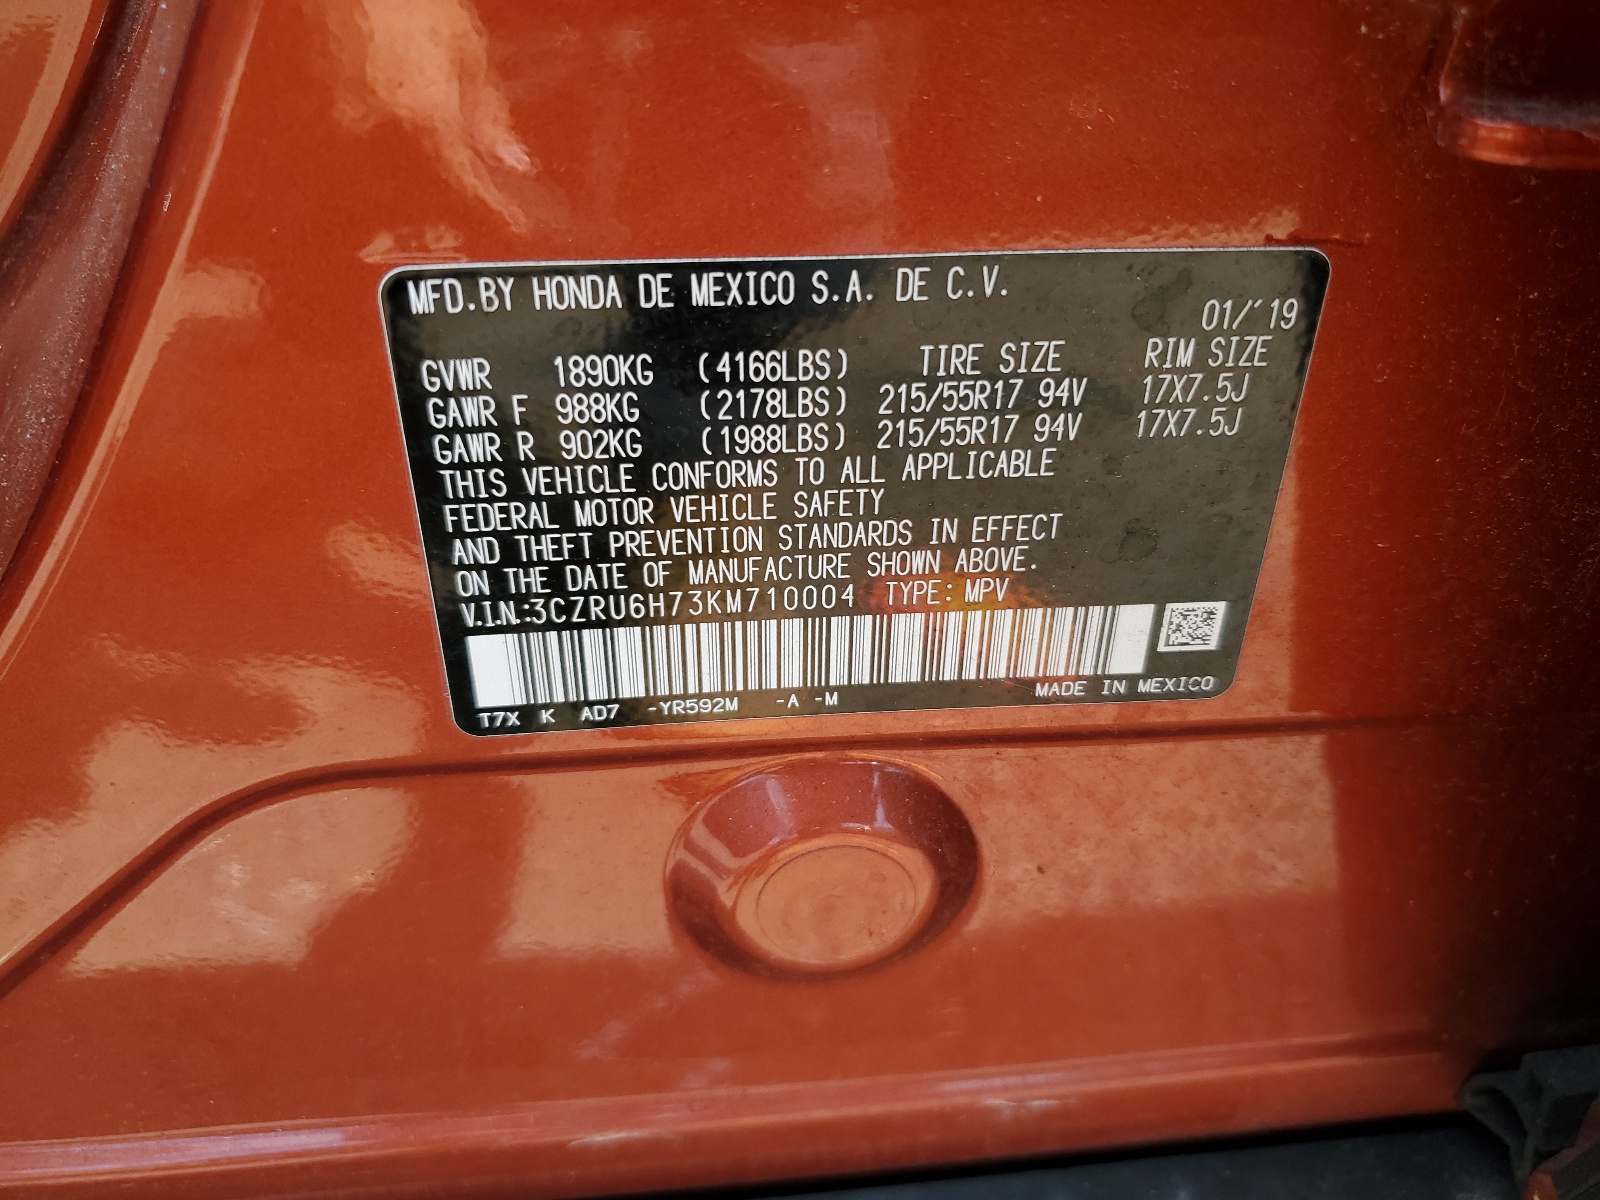 MFD.BY HONDA DE MEXICO S.A. DE C.V.
01/'19
GVWR 1890KG (4166LBS) TIRE SIZE RIM SIZE
GAWR F 988KG (2178LBS) 215/55R17 94V 17X7.5J
GAWR R 902KG (1988LBS) 215/55R17 94V 17X7.5J
THIS VEHICLE CONFORMS TO ALL APPLICABLE
FEDERAL MOTOR VEHICLE SAFETY
AND THEFT PREVENTION STANDARDS IN EFFECT
ON THE DATE OF MANUFACTURE SHOWN ABOVE.
V.I.N.:3CZRU6H73KM710004 TYPE: MPV
T7X K AD7 -YR592M -A -M MADE IN MEXICO